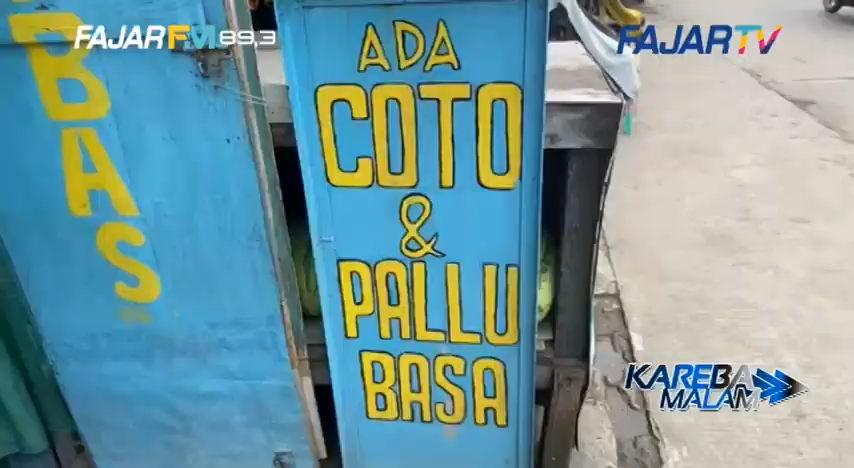 FAJAR FM 89,3
FAJAR TV
BAS
ADA
COTO
&
PALLU
BASA
KAREBA
MALAM